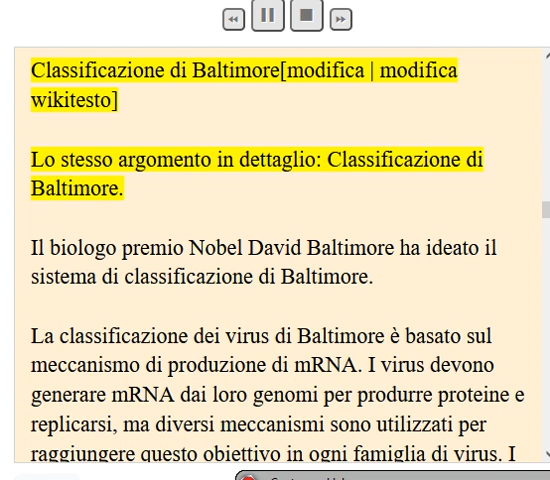 Classificazione di Baltimore[modifica | modifica
wikitesto]
Lo stesso argomento in dettaglio: Classificazione di
Baltimore.
Il biologo premio Nobel David Baltimore ha ideato il
sistema di classificazione di Baltimore.
La classificazione dei virus di Baltimore è basato sul
meccanismo di produzione di mRNA. I virus devono
generare mRNA dai loro genomi per produrre proteine e
replicarsi, ma diversi meccanismi sono utilizzati per
raggiungere questo obiettivo in ogni famiglia di virus. I